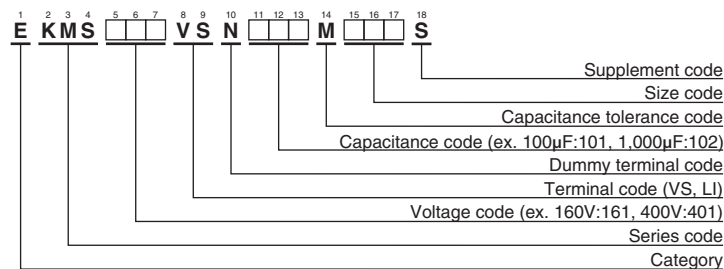 1 2 3 4 5 6 7 8 9 10 11 12 13 14 15 16 17 18
E KMS VS N M S
Supplement code
Size code
Capacitance tolerance code
Capacitance code (ex. 100μF:101, 1,000μF:102)
Dummy terminal code
Terminal code (VS, LI)
Voltage code (ex. 160V:161, 400V:401)
Series code
Category